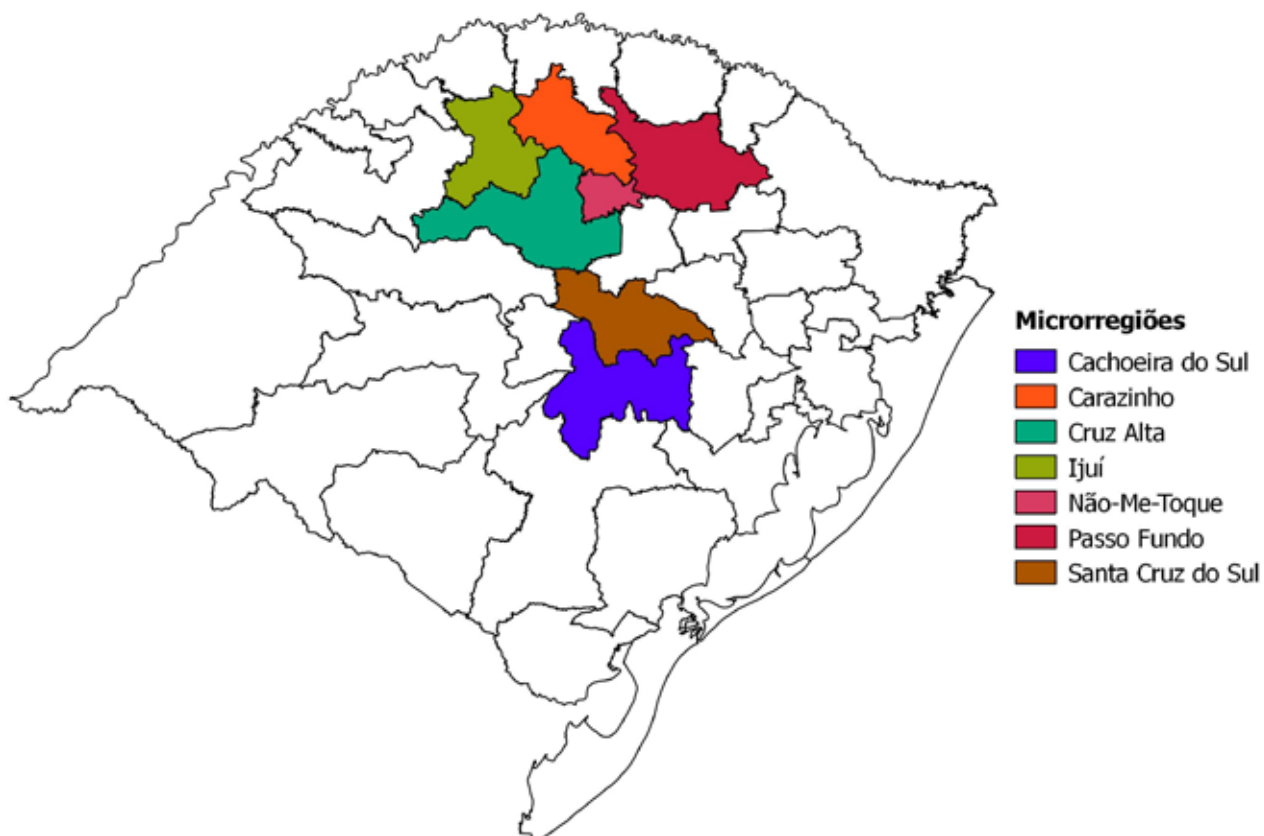 Microrregiões
Cachoeira do Sul
Carazinho
Cruz Alta
Ijuí
Não-Me-Toque
Passo Fundo
Santa Cruz do Sul